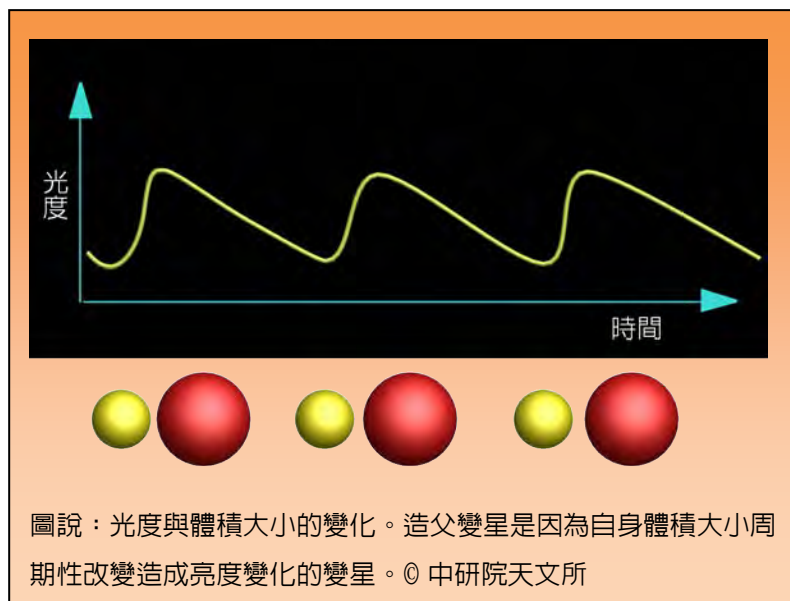 光度
時間
圖說：光度與體積大小的變化。造父變星是因為自身體積大小周
期性改變造成亮度變化的變星。© 中研院天文所